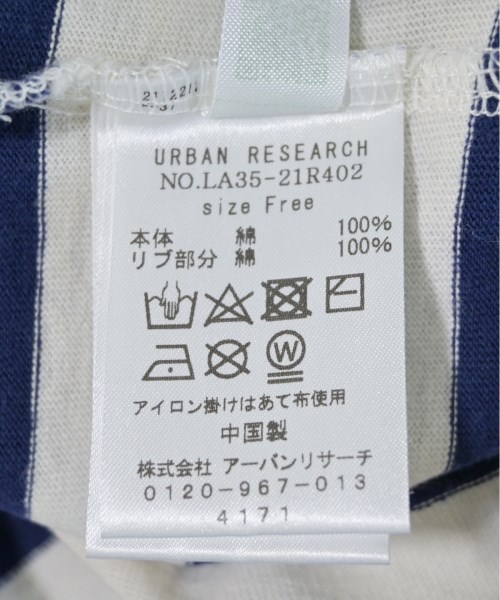 URBAN RESEARCH
NO.LA35-21R402
size Free
本体 綿 100%
リブ部分 綿 100%
W
アイロン掛けはあて布使用
中国製
株式会社 アーバンリサーチ
0120-967-013
4171